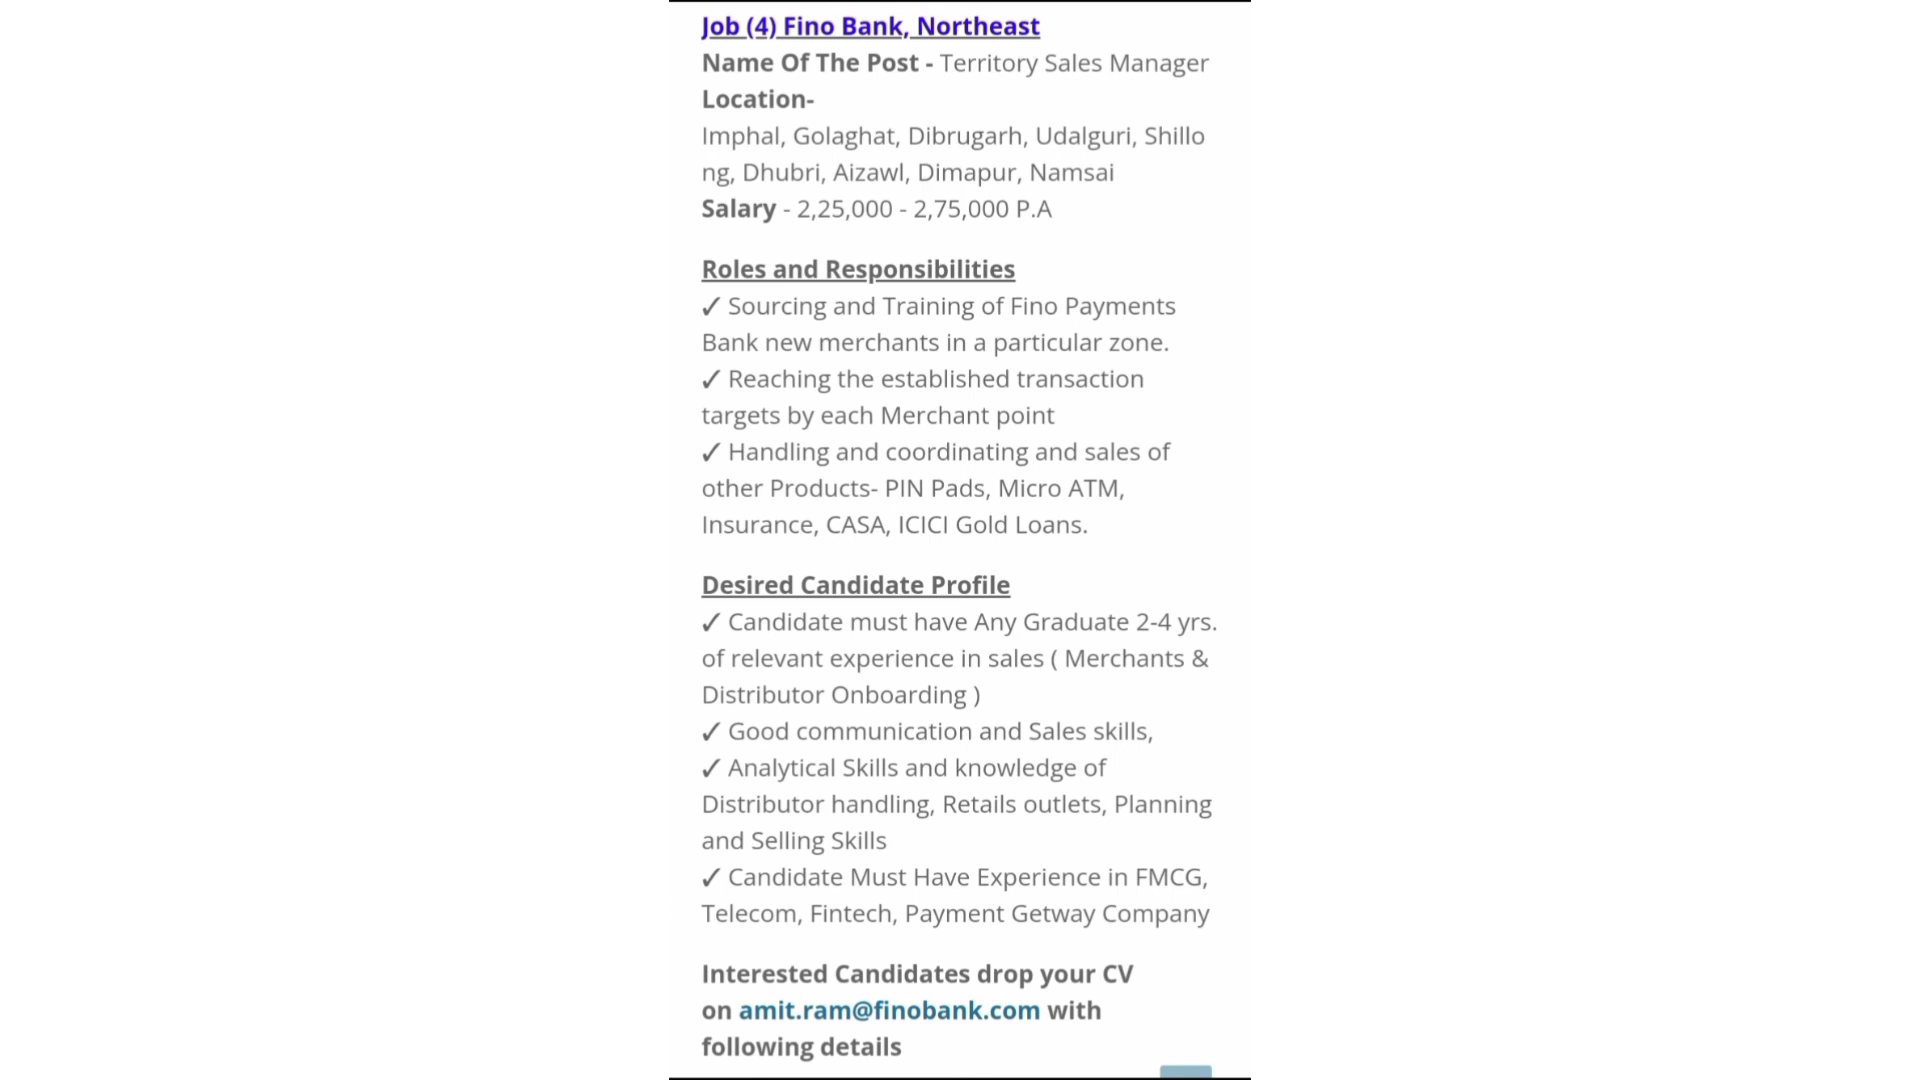 Job (4) Fino Bank, Northeast
Name Of The Post - Territory Sales Manager
Location-
Imphal, Golaghat, Dibrugarh, Udalguri, Shillo
ng, Dhubri, Aizawl, Dimapur, Namsai
Salary - 2,25,000 - 2,75,000 P.A
Roles and Responsibilities
✓ Sourcing and Training of Fino Payments
Bank new merchants in a particular zone.
✓ Reaching the established transaction
targets by each Merchant point
✓ Handling and coordinating and sales of
other Products- PIN Pads, Micro ATM,
Insurance, CASA, ICICI Gold Loans.
Desired Candidate Profile
✓ Candidate must have Any Graduate 2-4 yrs.
of relevant experience in sales ( Merchants &
Distributor Onboarding )
✓ Good communication and Sales skills,
✓ Analytical Skills and knowledge of
Distributor handling, Retails outlets, Planning
and Selling Skills
✓ Candidate Must Have Experience in FMCG,
Telecom, Fintech, Payment Getway Company
Interested Candidates drop your CV
on amit.ram@finobank.com with
following details